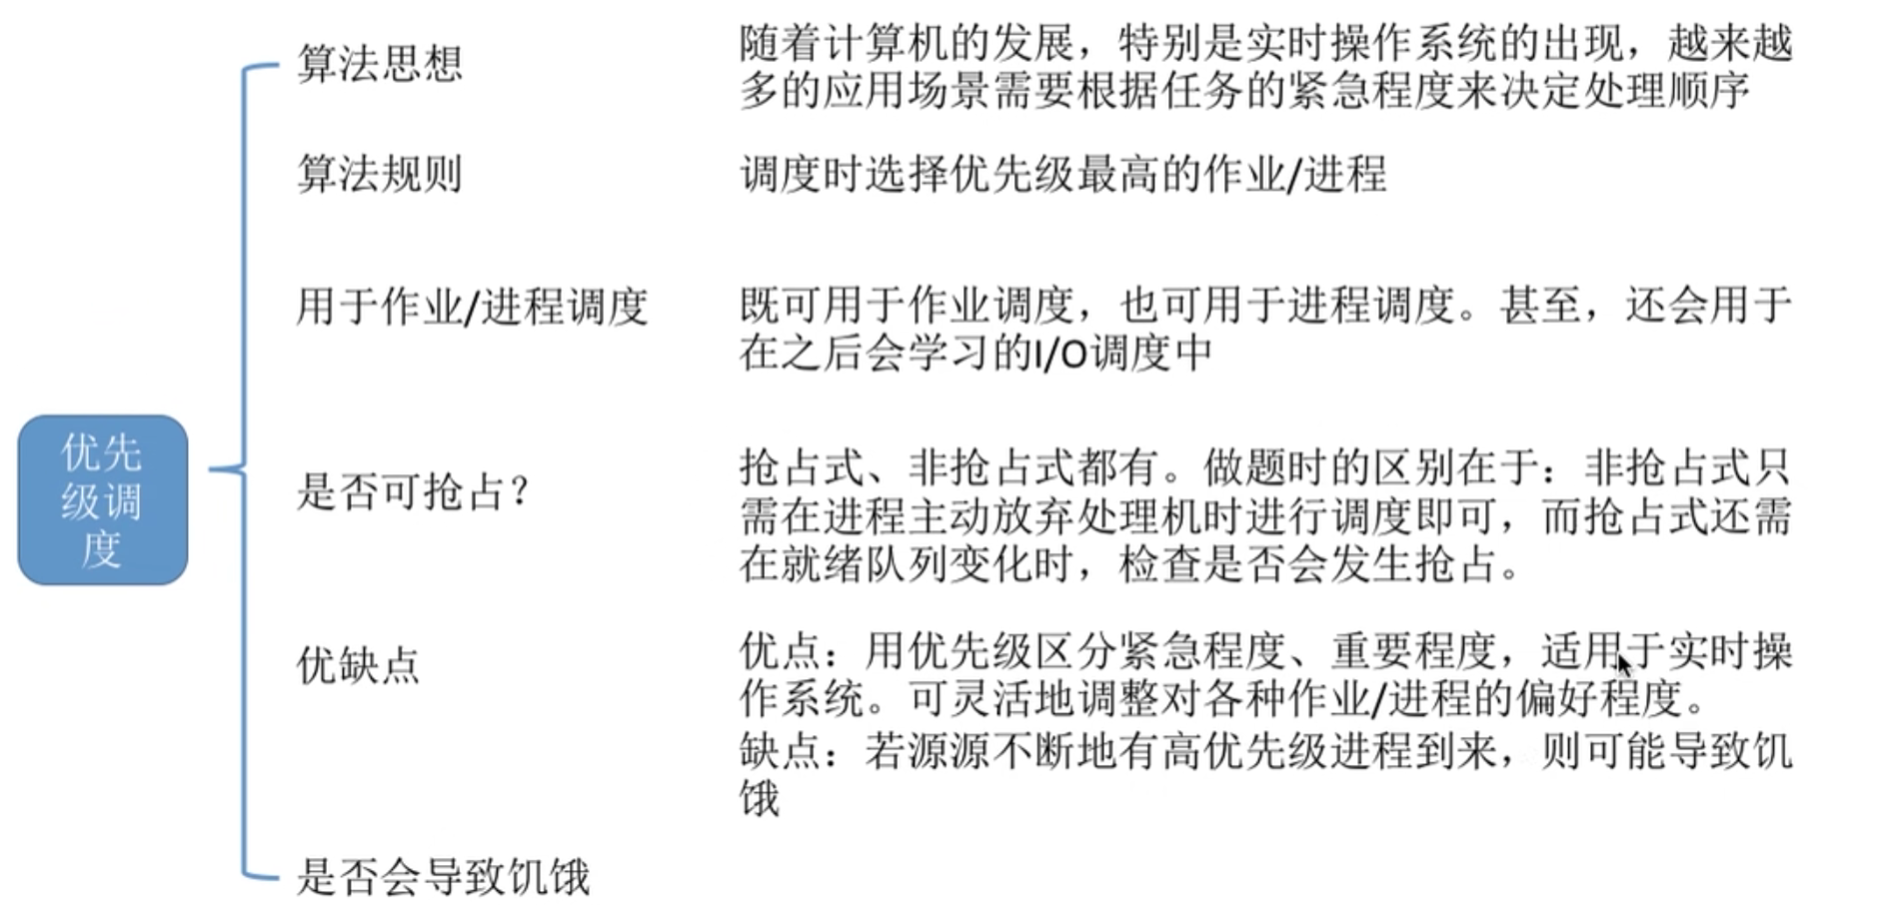 优先
级调
度
算法思想
随着计算机的发展，特别是实时操作系统的出现，越来越
多的应用场景需要根据任务的紧急程度来决定处理顺序
算法规则
调度时选择优先级最高的作业/进程
用于作业/进程调度
既可用于作业调度，也可用于进程调度。甚至，还会用于
在之后会学习的I/O调度中
是否可抢占？
抢占式、非抢占式都有。做题时的区别在于：非抢占式只
需在进程主动放弃处理机时进行调度即可，而抢占式还需
在就绪队列变化时，检查是否会发生抢占。
优缺点
优点：用优先级区分紧急程度、重要程度，适用于实时操
作系统。可灵活地调整对各种作业/进程的偏好程度。
缺点：若源源不断地有高优先级进程到来，则可能导致饥
饿
是否会导致饥饿